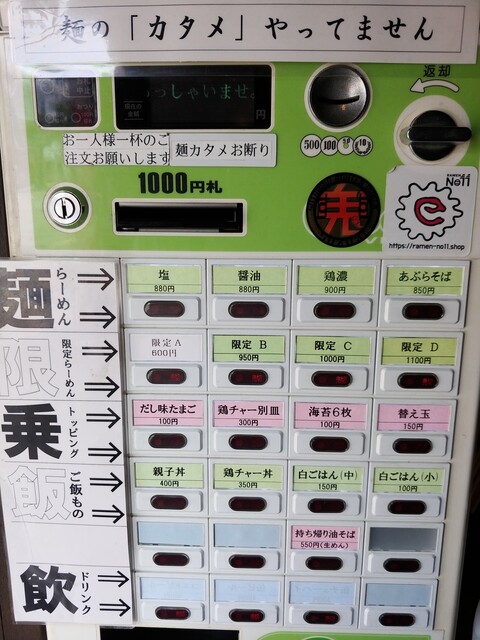 麺の「カタメ」やってません
返却
っしゃいませ
円
お一人様一杯のご
注文お願いします
麺カタメお断り
500 100 50 10
1000円札
RAMEN
No11
https://ramen-no11.shop
麺 らーめん
塩 880円
醤油 880円
鶏濃 900円
あぶらそば 850円
限 限定らーめん
限定A 600円
限定B 950円
限定C 1000円
限定D 1100円
乗 トッピング
だし味たまご 100円
鶏チャー別皿 300円
海苔6枚 100円
替え玉 150円
飯 ご飯もの
親子丼 400円
鶏チャー丼 350円
白ごはん(中) 150円
白ごはん(小) 100円
持ち帰り油そば 550円(生めん)
飲 ドリンク